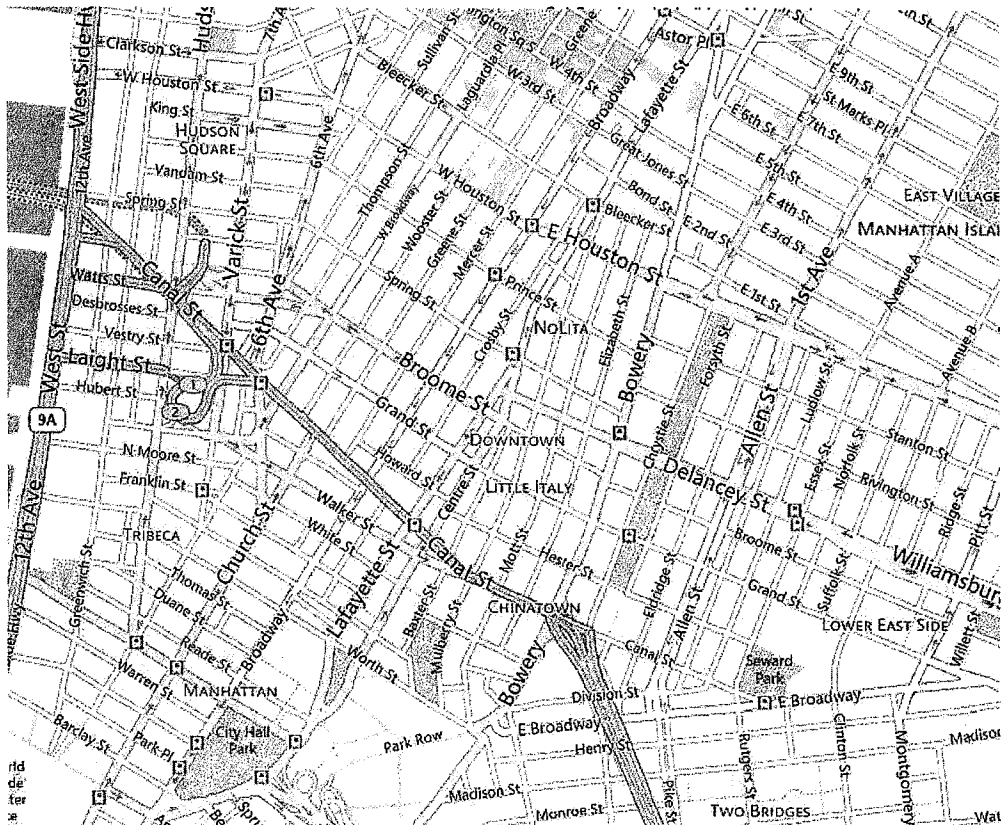 West Side Hwy
Clarkson St
7th Ave
Sullivan St
Laguardia Pl
W 4th St
W 3rd St
Greene
Broadway
Lafayette St
Astor Pl
E 9th St
St Marks Pl
E 7th St
E 6th St
E 5th St
W Houston St
King St
HUDSON
SQUARE
Bleecker St
6th Ave
Great Jones St
Bond St
Vandam St
12th Ave
Thompson St
W Broadway
Wooster St
Greene St
Mercer St
W Houston St
Bleecker St
E 2nd St
E 4th St
E 3rd St
EAST VILLAGE
Spring St
Varick St
E Houston St
MANHATTAN ISLA
Canal St
Watts St
Desbrosses St
6th Ave
Spring St
Prince St
Crosby St
NOLITA
Elizabeth St
E 1st St
1st Ave
Avenue A
Vestry St
Laight St
Hubert St
West St
9A
1
2
Broome St
Grand St
Bowery
Forsyth St
Chrystie St
Allen St
Ludlow St
Avenue B
DOWNTOWN
Stanton St
N Moore St
Franklin St
Howard St
Centre St
LITTLE ITALY
Delancey St
Essex St
Norfolk St
Rivington St
Ridge St
Pitt St
12th Ave
TRIBECA
Church St
Walker St
White St
Canal St
Mott St
Hester St
Broome St
Williamsbur
Greenwich St
Thomas St
Duane St
Lafayette St
Baxter St
Mulberry St
CHINATOWN
Eldridge St
Allen St
Grand St
Suffolk St
LOWER EAST SIDE
Willett St
Reade St
Broadway
Warren St
Worth St
Bowery
Canal St
Seward
Park
MANHATTAN
Division St
E Broadway
Barclay St
Park Pl
City Hall
Park
Park Row
E Broadway
Henry St
Rutgers St
Clinton St
Montgomery
Madison
Madison St
Monroe St
Pike St
TWO BRIDGES